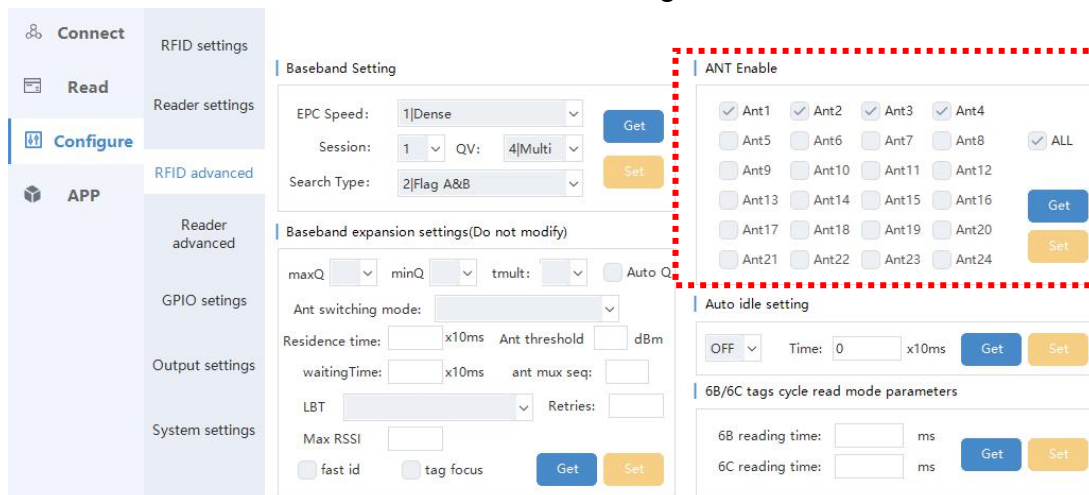 Connect
Read
Configure
APP
RFID settings
Reader settings
RFID advanced
Reader
advanced
GPIO setings
Output settings
System settings
Baseband Setting
EPC Speed: 1|Dense
Session: 1 QV: 4|Multi
Search Type: 2|Flag A&B
Get
Set
Baseband expansion settings(Do not modify)
maxQ minQ tmult: Auto Q
Ant switching mode:
Residence time: x10ms Ant threshold dBm
waitingTime: x10ms ant mux seq:
LBT Retries:
Max RSSI
fast id tag focus Get Set
ANT Enable
Ant1 Ant2 Ant3 Ant4
Ant5 Ant6 Ant7 Ant8 ALL
Ant9 Ant10 Ant11 Ant12
Ant13 Ant14 Ant15 Ant16 Get
Ant17 Ant18 Ant19 Ant20
Ant21 Ant22 Ant23 Ant24 Set
Auto idle setting
OFF Time: 0 x10ms Get Set
6B/6C tags cycle read mode parameters
6B reading time: ms
6C reading time: ms
Get Set